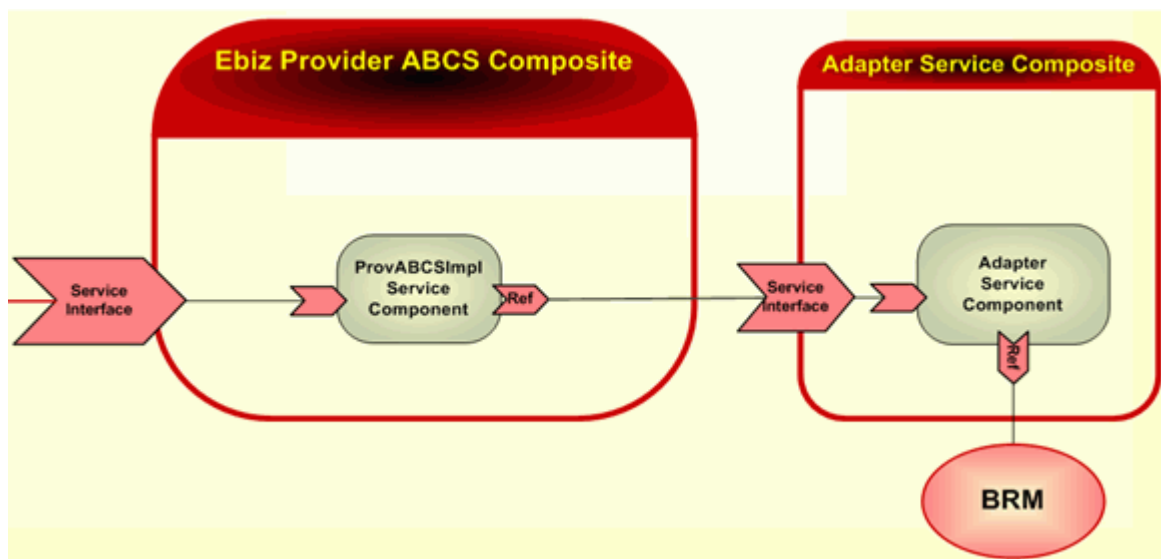 Ebiz Provider ABCS Composite
Adapter Service Composite
Service
Interface
ProvABCSImpl
Service
Component
Ref
Service
Interface
Adapter
Service
Component
Ref
BRM